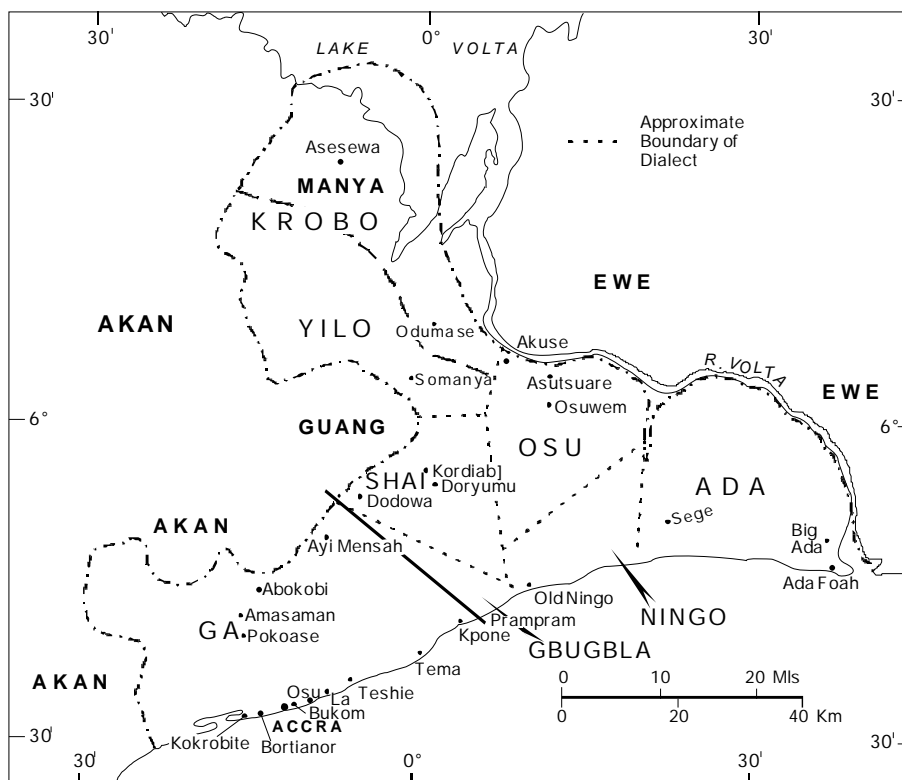 30'
0°
30'
LAKE VOLTA
30'
30'
Approximate
Boundary of
Dialect
Asesewa
MANYA
KROBO
EWE
AKAN
YILO
Odumase
Akuse
R. VOLTA
Somanya
Asutsuare
Osuwem
EWE
6°
6°
GUANG
OSU
SHAI
Kordiab]
Doryumu
Dodowa
ADA
Sege
AKAN
Ayi Mensah
Big
Ada
Ada Foah
Abokobi
Old Ningo
NINGO
Amasaman
GA
Pokoase
Prampram
Kpone
GBUGBLA
Tema
AKAN
Teshie
Osu
La
Bukom
ACCRA
Kokrobite
Bortianor
0 10 20 Mls
0 20 40 Km
30'
30'
30'
0°
30'